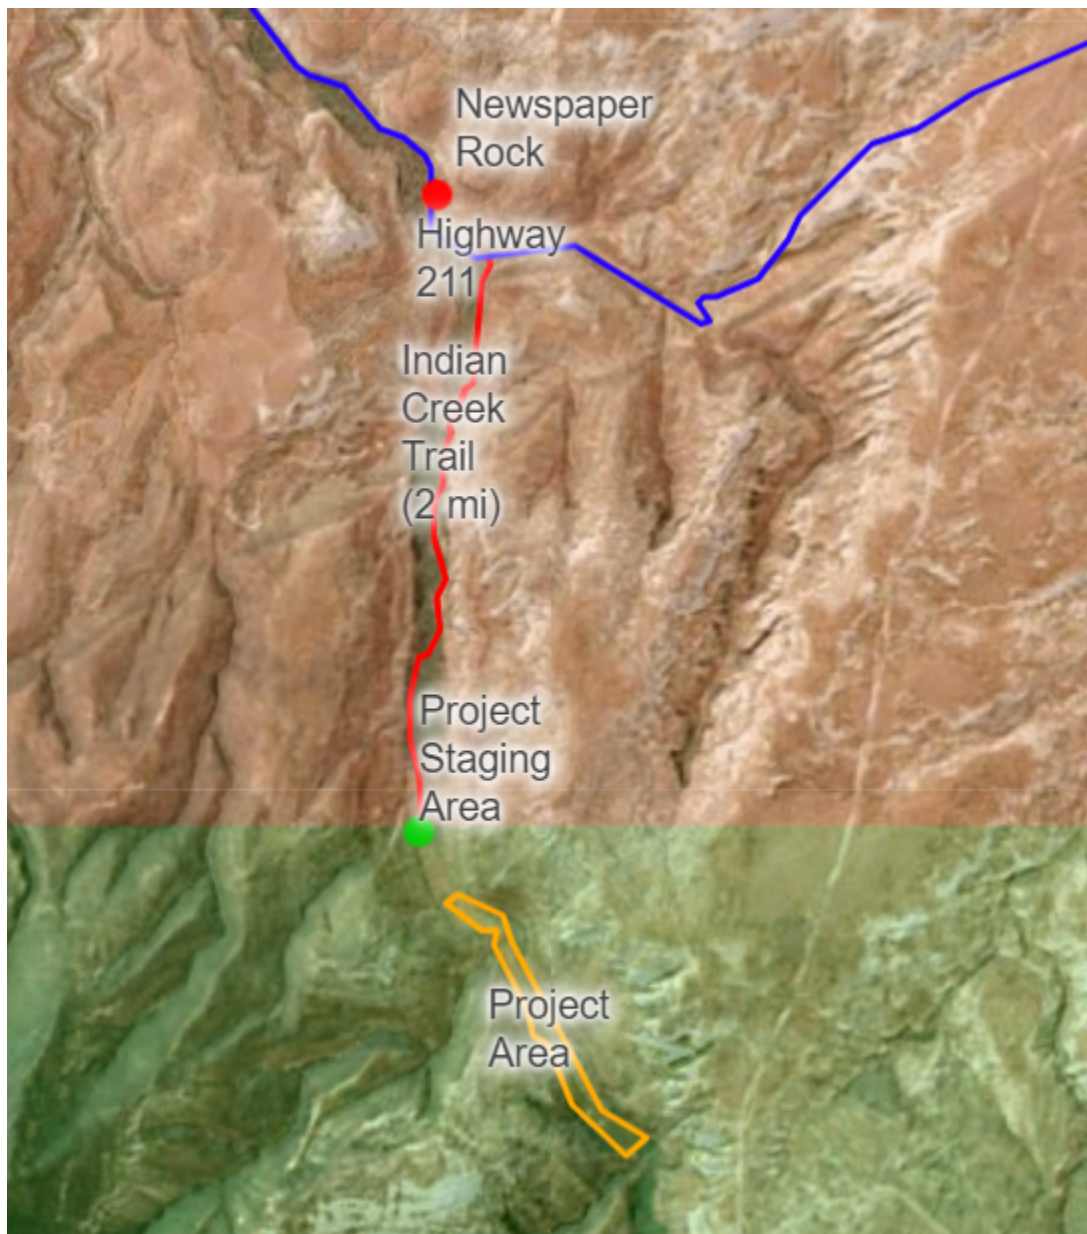 Newspaper
Rock
Highway
211
Indian
Creek
Trail
(2 mi)
Project
Staging
Area
Project
Area